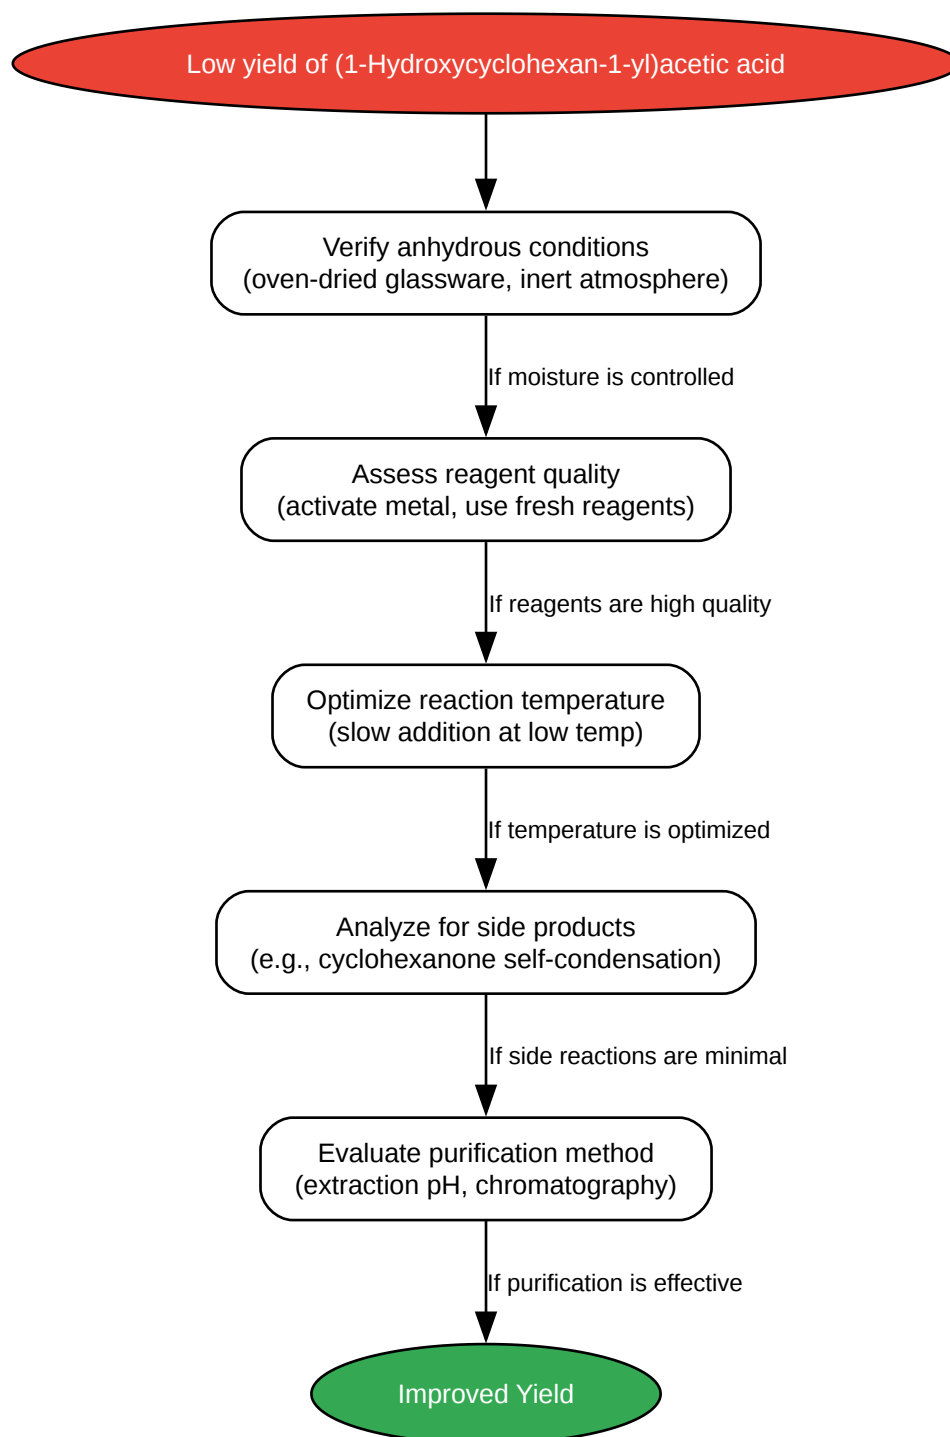 Low yield of (1-Hydroxycyclohexan-1-yl)acetic acid
Verify anhydrous conditions
(oven-dried glassware, inert atmosphere)
If moisture is controlled
Assess reagent quality
(activate metal, use fresh reagents)
If reagents are high quality
Optimize reaction temperature
(slow addition at low temp)
If temperature is optimized
Analyze for side products
(e.g., cyclohexanone self-condensation)
If side reactions are minimal
Evaluate purification method
(extraction pH, chromatography)
If purification is effective
Improved Yield